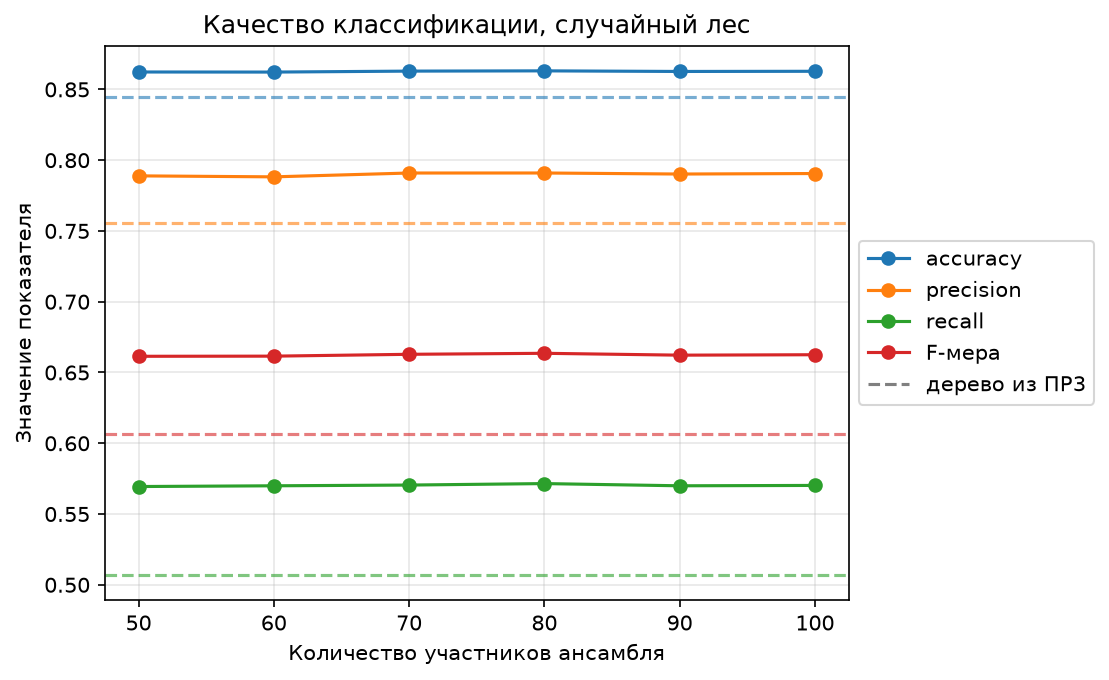 Качество классификации, случайный лес
Значение показателя
0.85
0.80
0.75
0.70
0.65
0.60
0.55
0.50
50 60 70 80 90 100
Количество участников ансамбля
accuracy
precision
recall
F-мера
дерево из ПР3